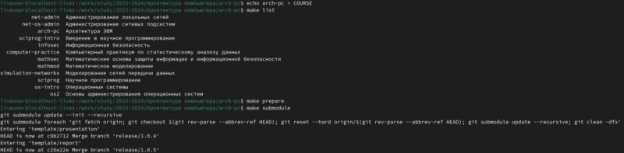 liveuser@localhost-live:~/work/study/2023-2024/Архитектура компьютера/arch-pc$ echo arch-pc > COURSE
liveuser@localhost-live:~/work/study/2023-2024/Архитектура компьютера/arch-pc$ make list
net-admin Администрирование локальных сетей
net-os-admin Администрирование сетевых подсистем
arch-pc Архитектура ЭВМ
sciprog-intro Введение в научное программирование
infosec Информационная безопасность
computer-practice Компьютерный практикум по статистическому анализу данных
mathsec Математические основы защиты информации и информационной безопасности
mathmod Математическое моделирование
simulation-networks Моделирование сетей передачи данных
sciprog Научное программирование
os-intro Операционные системы
os2 Основы администрирования операционных систем
liveuser@localhost-live:~/work/study/2023-2024/Архитектура компьютера/arch-pc$ make prepare
liveuser@localhost-live:~/work/study/2023-2024/Архитектура компьютера/arch-pc$ make submodule
git submodule update --init --recursive
git submodule foreach 'git fetch origin; git checkout $(git rev-parse --abbrev-ref HEAD); git reset --hard origin/$(git rev-parse --abbrev-ref HEAD); git submodule update --recursive; git clean -dfx'
Entering 'template/presentation'
HEAD is now at Merge branch 'release/1.0.4'
Entering 'template/report'
HEAD is now at c26e22e Merge branch 'release/1.0.5'